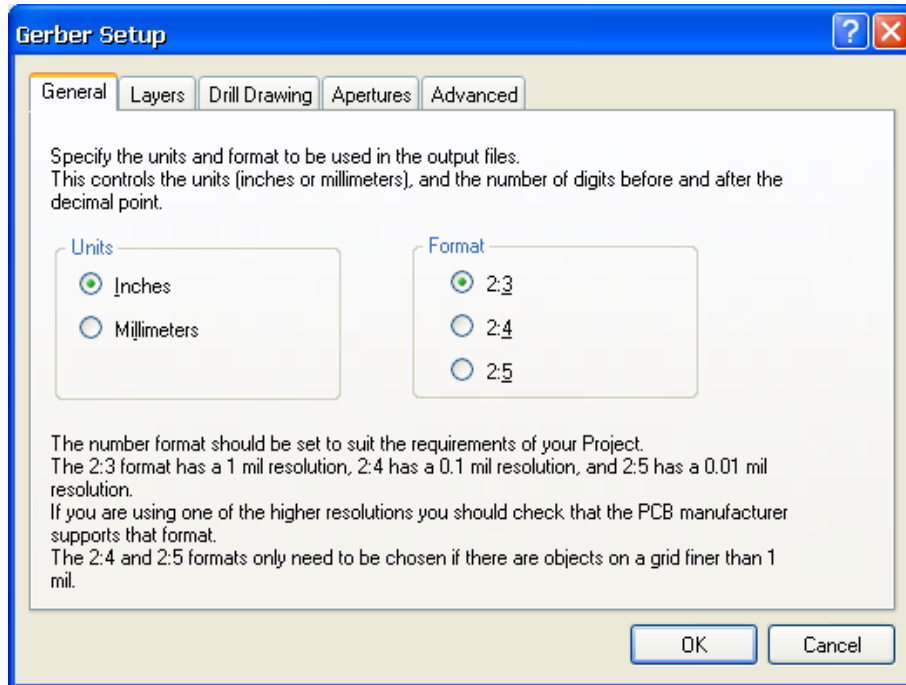 Gerber Setup
General
Layers
Drill Drawing
Apertures
Advanced
Specify the units and format to be used in the output files.
This controls the units (inches or millimeters), and the number of digits before and after the
decimal point.
Units
Inches
Millimeters
Format
2:3
2:4
2:5
The number format should be set to suit the requirements of your Project.
The 2:3 format has a 1 mil resolution, 2:4 has a 0.1 mil resolution, and 2:5 has a 0.01 mil
resolution.
If you are using one of the higher resolutions you should check that the PCB manufacturer
supports that format.
The 2:4 and 2:5 formats only need to be chosen if there are objects on a grid finer than 1
mil.
OK
Cancel